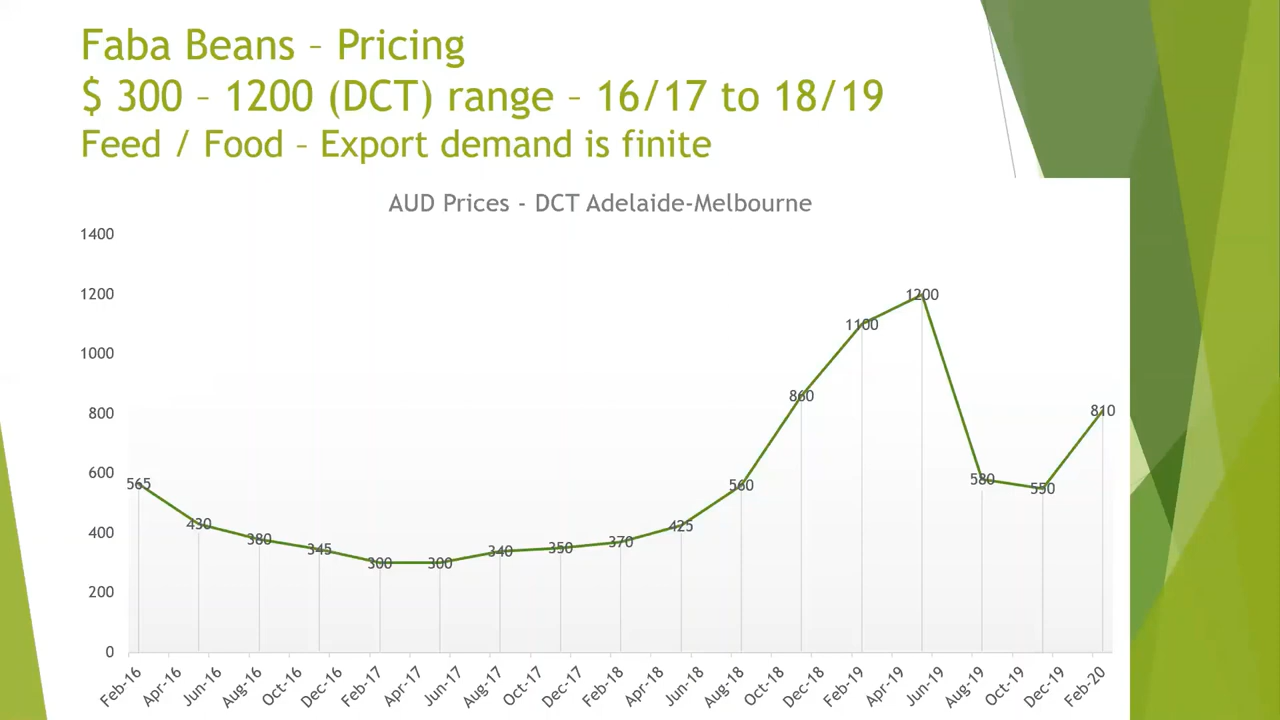 Faba Beans – Pricing
$ 300 – 1200 (DCT) range – 16/17 to 18/19
Feed / Food – Export demand is finite
AUD Prices - DCT Adelaide-Melbourne
1400
1200
1000
800
600
400
200
0
565
430
380
345
300
300
340
350
370
425
560
860
1100
1200
580
550
810
Feb-16
Apr-16
Jun-16
Aug-16
Oct-16
Dec-16
Feb-17
Apr-17
Jun-17
Aug-17
Oct-17
Dec-17
Feb-18
Apr-18
Jun-18
Aug-18
Oct-18
Dec-18
Feb-19
Apr-19
Jun-19
Aug-19
Oct-19
Dec-19
Feb-20